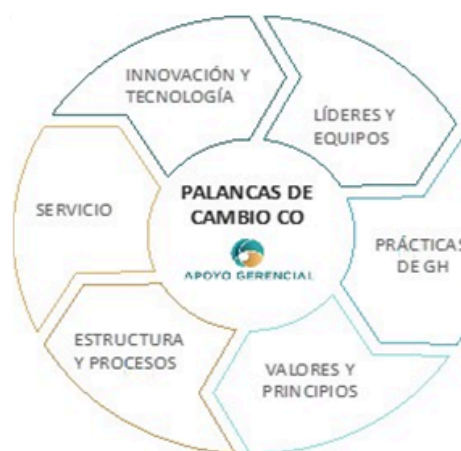 INNOVACIÓN Y
TECNOLOGÍA
LÍDERES Y
EQUIPOS
SERVICIO
PALANCAS DE
CAMBIO CO
APOYO GERENCIAL
PRÁCTICAS
DE GH
ESTRUCTURA
Y PROCESOS
VALORES Y
PRINCIPIOS